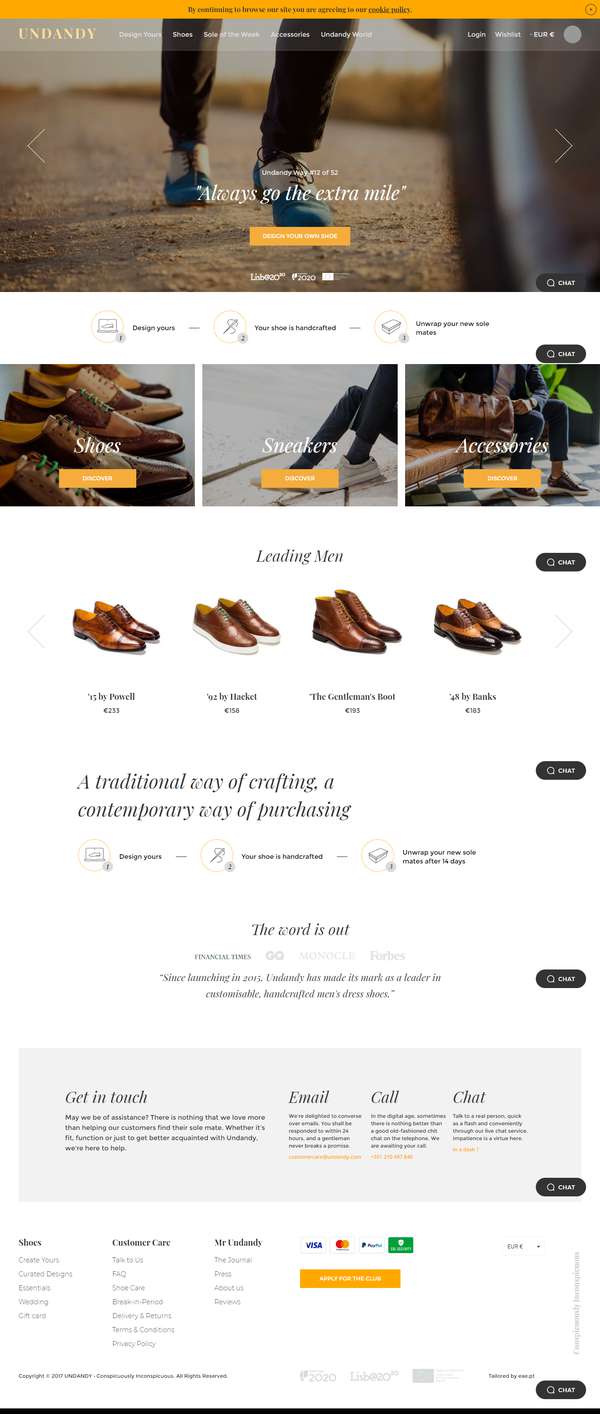 By continuing to browse our site you are agreeing to our cookie policy.
UNDANDY
Design Yours Shoes Sole of the Week Accessories Undandy World
Login Wishlist - EUR €
Undandy Way #12 of 52
"Always go the extra mile"
DESIGN YOUR OWN SHOE
Lisb@20²⁰ 2020
CHAT
1 Design yours
2 Your shoe is handcrafted
3 Unwrap your new sole
mates
CHAT
Shoes
DISCOVER
Sneakers
DISCOVER
Accessories
DISCOVER
Leading Men
CHAT
'15 by Powell
€233
'92 by Hacket
€158
'The Gentleman's Boot
€193
'48 by Banks
€183
CHAT
A traditional way of crafting, a
contemporary way of purchasing
1 Design yours
2 Your shoe is handcrafted
3 Unwrap your new sole
mates after 14 days
The word is out
FINANCIAL TIMES GQ MONOCLE Forbes
“Since launching in 2015, Undandy has made its mark as a leader in
customisable, handcrafted men's dress shoes.”
CHAT
Get in touch
May we be of assistance? There is nothing that we love more
than helping our customers find their sole mate. Whether it's
fit, function or just to get better acquainted with Undandy,
we're here to help.
Email
We're delighted to converse
over emails. You shall be
responded to within 24
hours, and a gentleman
never breaks a promise.
customercare@undandy.com
Call
In the digital age, sometimes
there is nothing better than
a good old-fashioned chit
chat on the telephone. We
are awaiting your call.
Chat
Talk to a real person, quick
as a flash and conveniently
through our live chat service.
Impatience is a virtue here.
CHAT
Shoes
Create Yours
Curated Designs
Essentials
Wedding
Gift card
Customer Care
Talk to Us
FAQ
Shoe Care
Break-in-Period
Delivery & Returns
Terms & Conditions
Privacy Policy
Mr Undandy
The Journal
Press
About us
Reviews
VISA mastercard PayPal SSL SECURITY
APPLY FOR THE CLUB
EUR €
Conspicuously Inconspicuous
Copyright © 2017 UNDANDY - Conspicuously Inconspicuous. All Rights Reserved.
2020 Lisb@20²⁰
Tailored by eae.pt
CHAT